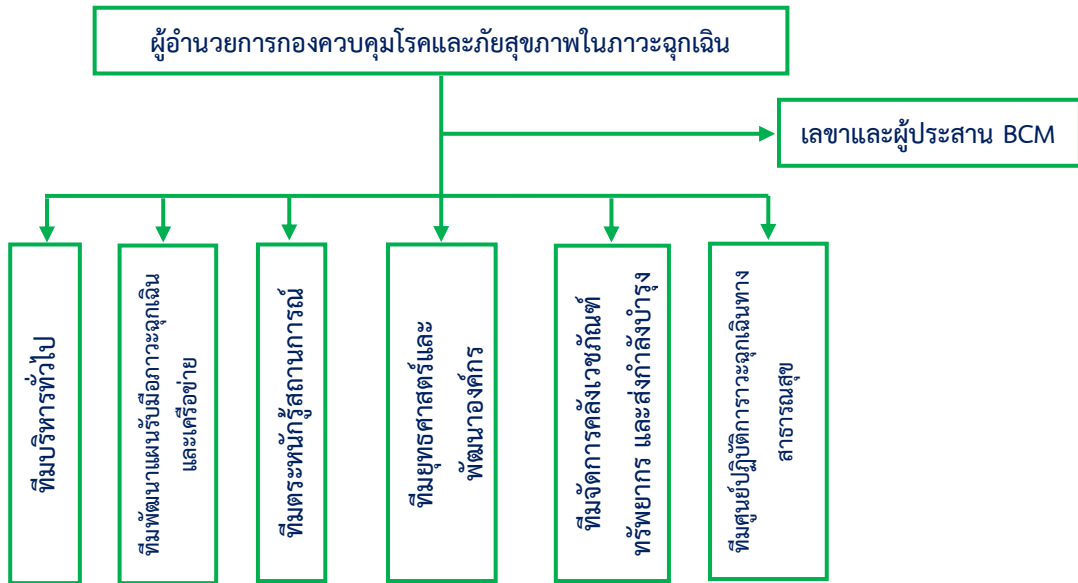 ผู้อำนวยการกองควบคุมโรคและภัยสุขภาพในภาวะฉุกเฉิน
เลขาและผู้ประสาน BCM
ทีมบริหารทั่วไป
ทีมพัฒนาแผนรับมือภาวะฉุกเฉิน
และเครือข่าย
ทีมตระหนักรู้สถานการณ์
ทีมยุทธศาสตร์และ
พัฒนาองค์กร
ทีมจัดการคลังเวชภัณฑ์
ทรัพยากร และส่งกำลังบำรุง
ทีมศูนย์ปฏิบัติการาวะฉุกเฉินทาง
สาธารณสุข